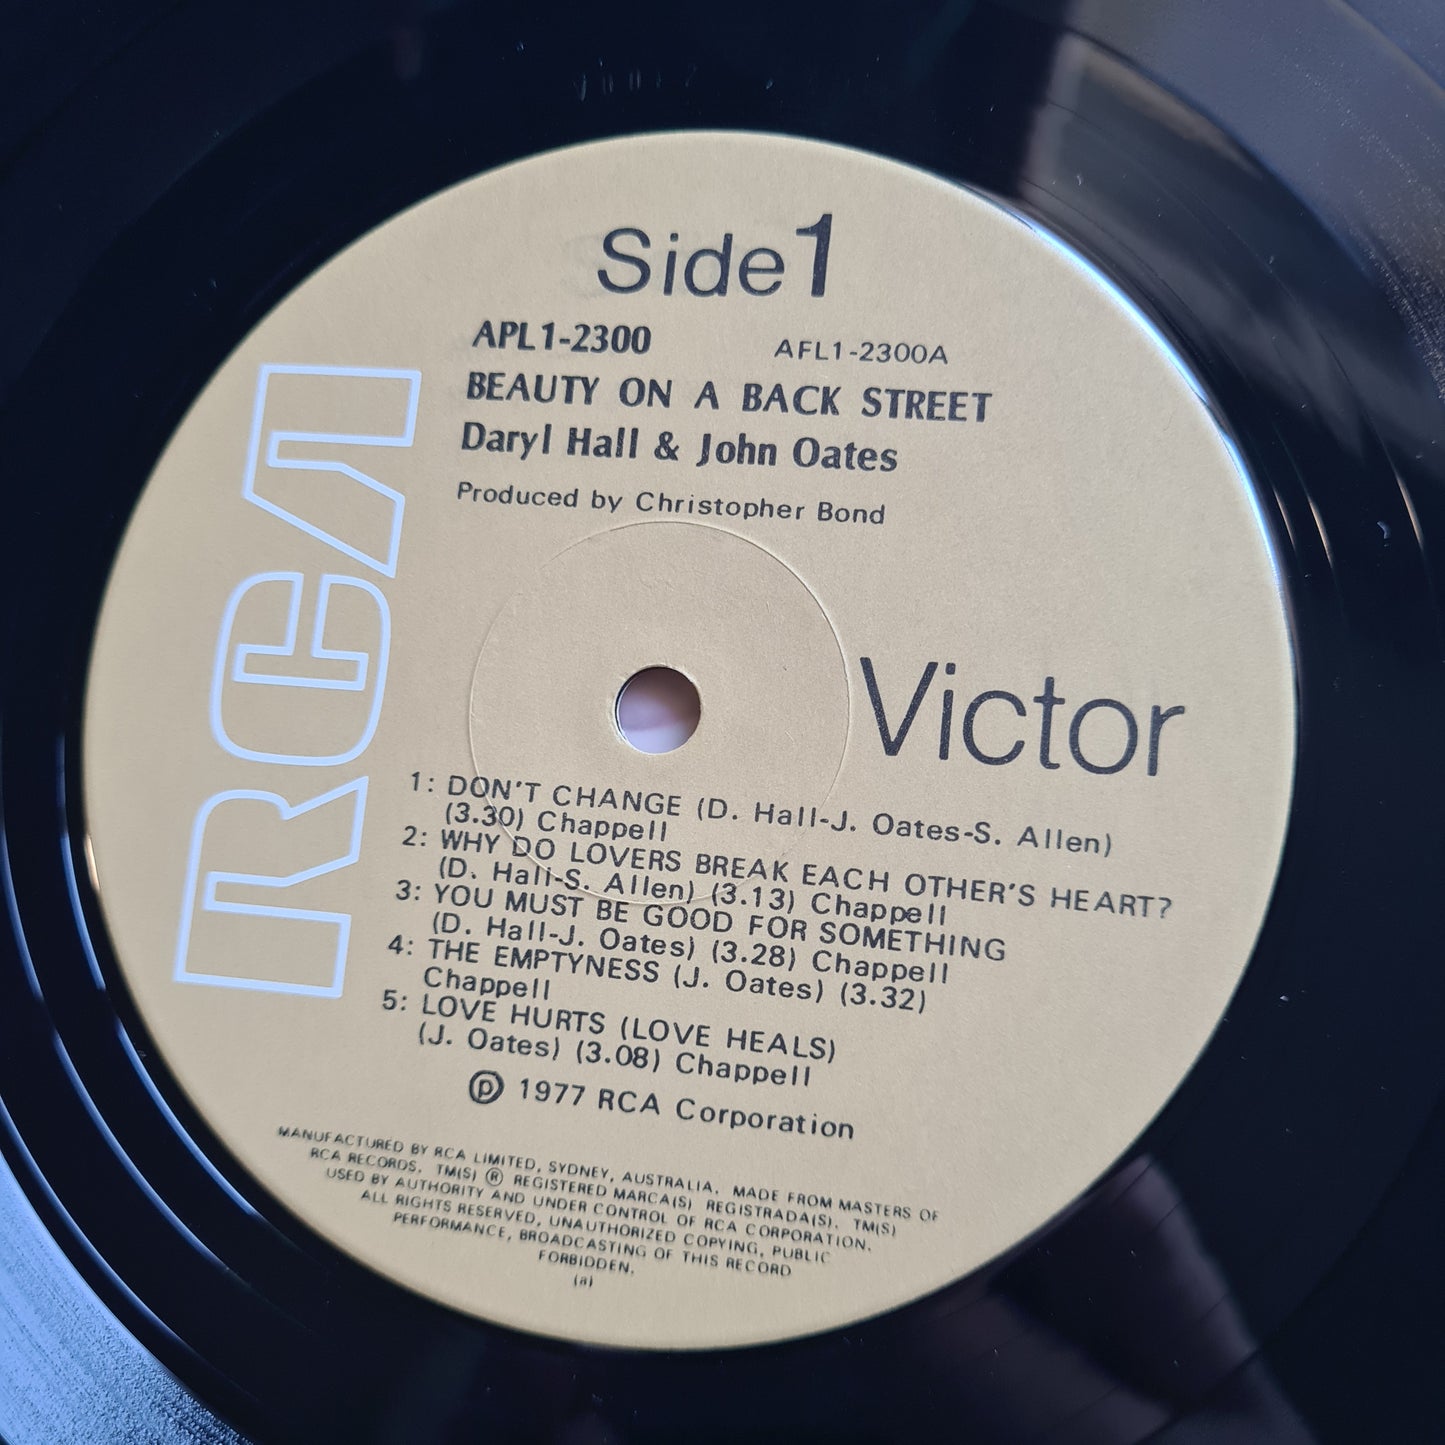 Side 1
APL1-2300 AFL1-2300A
BEAUTY ON A BACK STREET
Daryl Hall & John Oates
Produced by Christopher Bond
RCA
Victor
1: DON'T CHANGE (D. Hall-J. Oates-S. Allen)
(3.30) Chappell
2: WHY DO LOVERS BREAK EACH OTHER'S HEART?
(D. Hall-S. Allen) (3.13) Chappell
3: YOU MUST BE GOOD FOR SOMETHING
(D. Hall-J. Oates) (3.28) Chappell
4: THE EMPTYNESS (J. Oates) (3.32)
Chappell
5: LOVE HURTS (LOVE HEALS)
(J. Oates) (3.08) Chappell
℗ 1977 RCA Corporation
MANUFACTURED BY RCA LIMITED, SYDNEY, AUSTRALIA. MADE FROM MASTERS OF
RCA RECORDS. TM(S) ® REGISTERED MARCA(S) REGISTRADA(S). TM(S)
USED BY AUTHORITY AND UNDER CONTROL OF RCA CORPORATION.
ALL RIGHTS RESERVED, UNAUTHORIZED COPYING, PUBLIC
PERFORMANCE, BROADCASTING OF THIS RECORD
FORBIDDEN.
(a)